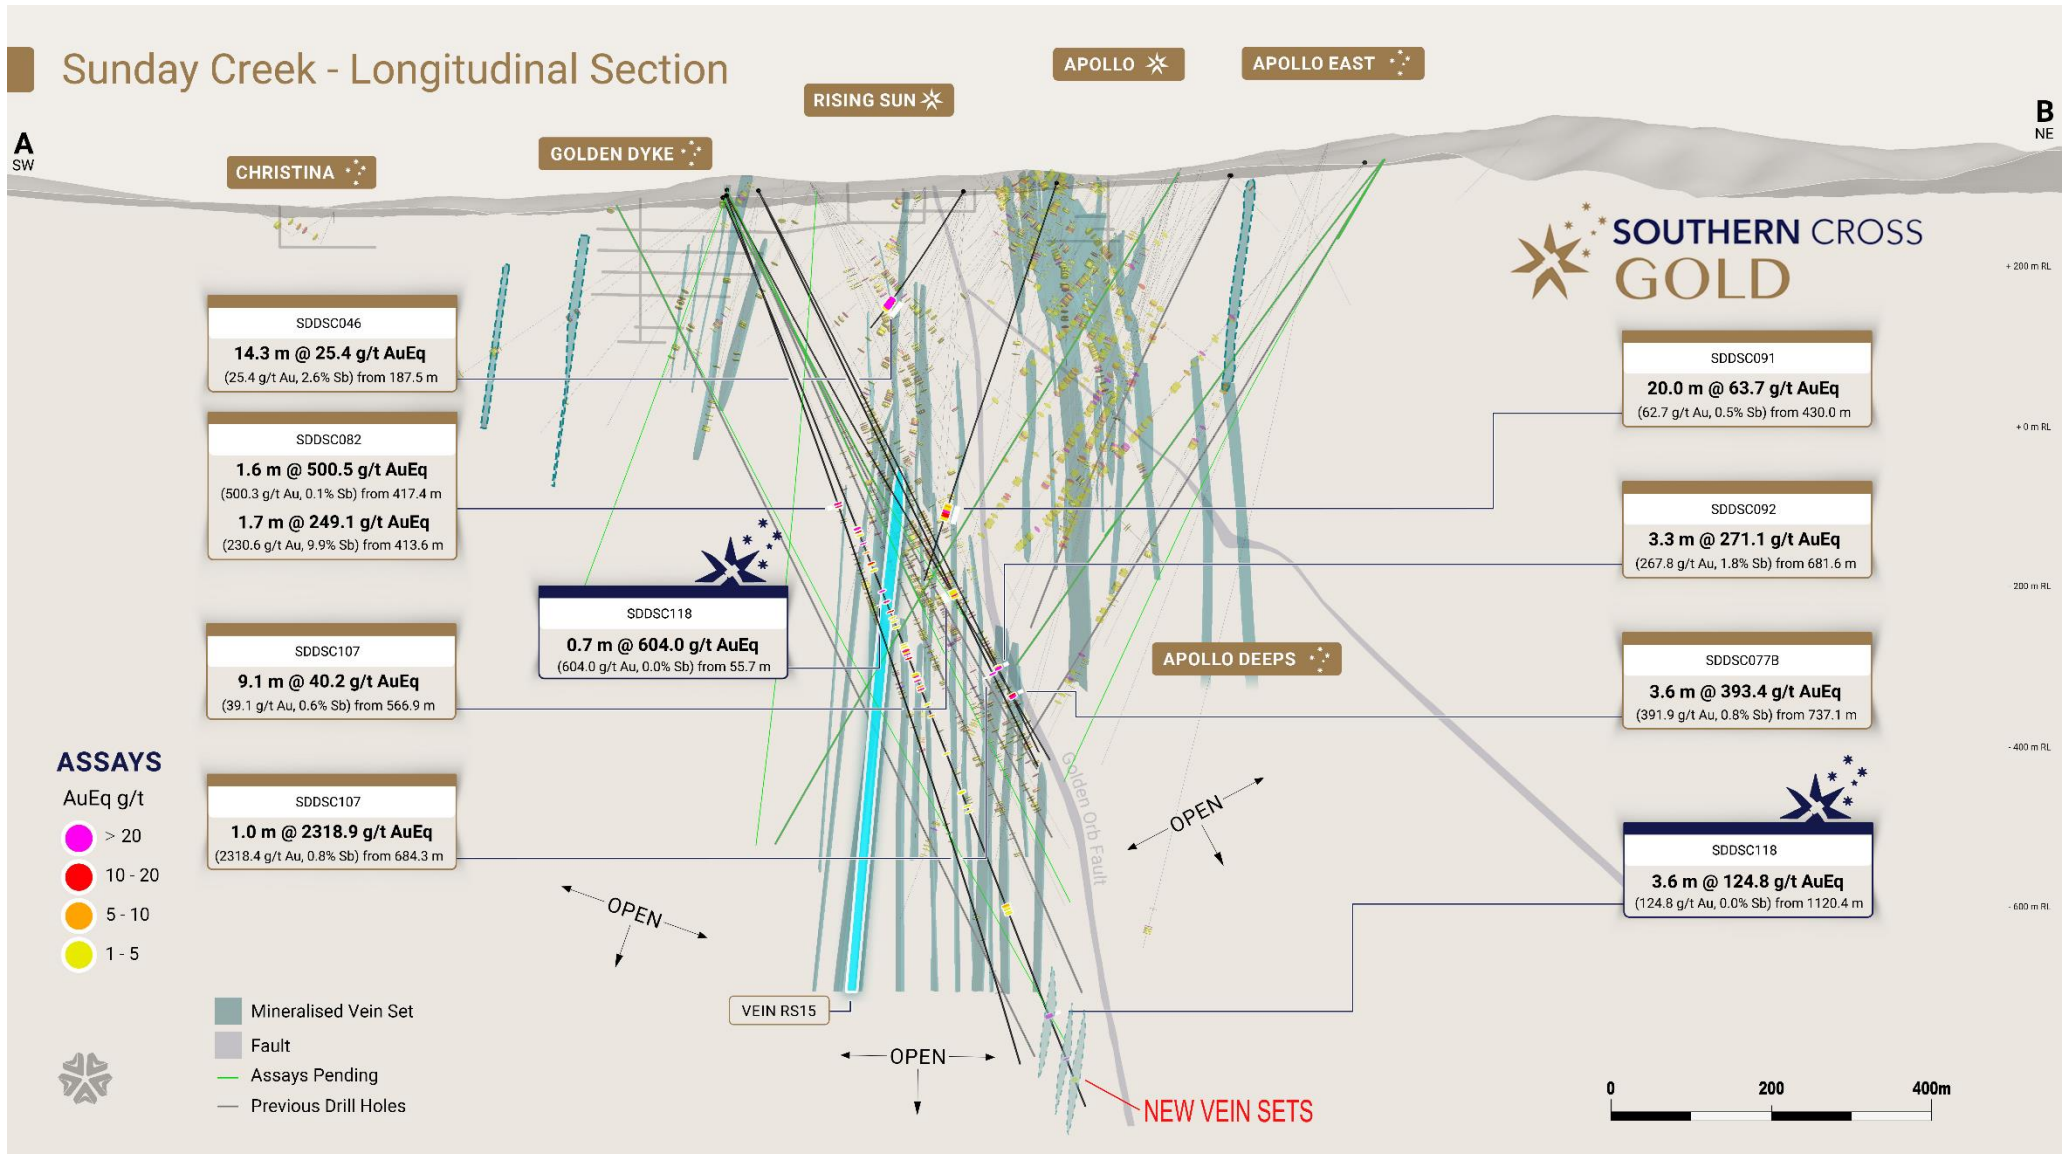 Sunday Creek - Longitudinal Section
APOLLO
APOLLO EAST
RISING SUN
GOLDEN DYKE
CHRISTINA
A
SW
B
NE
SOUTHERN CROSS
GOLD
+ 200 m RL
+ 0 m RL
200 m RL
- 400 m RL
- 600 m RL
SDDSC046
14.3 m @ 25.4 g/t AuEq
(25.4 g/t Au, 2.6% Sb) from 187.5 m
SDDSC082
1.6 m @ 500.5 g/t AuEq
(500.3 g/t Au, 0.1% Sb) from 417.4 m
1.7 m @ 249.1 g/t AuEq
(230.6 g/t Au, 9.9% Sb) from 413.6 m
SDDSC107
9.1 m @ 40.2 g/t AuEq
(39.1 g/t Au, 0.6% Sb) from 566.9 m
SDDSC107
1.0 m @ 2318.9 g/t AuEq
(2318.4 g/t Au, 0.8% Sb) from 684.3 m
SDDSC118
0.7 m @ 604.0 g/t AuEq
(604.0 g/t Au, 0.0% Sb) from 55.7 m
SDDSC091
20.0 m @ 63.7 g/t AuEq
(62.7 g/t Au, 0.5% Sb) from 430.0 m
SDDSC092
3.3 m @ 271.1 g/t AuEq
(267.8 g/t Au, 1.8% Sb) from 681.6 m
SDDSC077B
3.6 m @ 393.4 g/t AuEq
(391.9 g/t Au, 0.8% Sb) from 737.1 m
SDDSC118
3.6 m @ 124.8 g/t AuEq
(124.8 g/t Au, 0.0% Sb) from 1120.4 m
APOLLO DEEPS
Golden Orb Fault
OPEN
OPEN
OPEN
VEIN RS15
NEW VEIN SETS
ASSAYS
AuEq g/t
> 20
10 - 20
5 - 10
1 - 5
Mineralised Vein Set
Fault
Assays Pending
Previous Drill Holes
0 200 400m